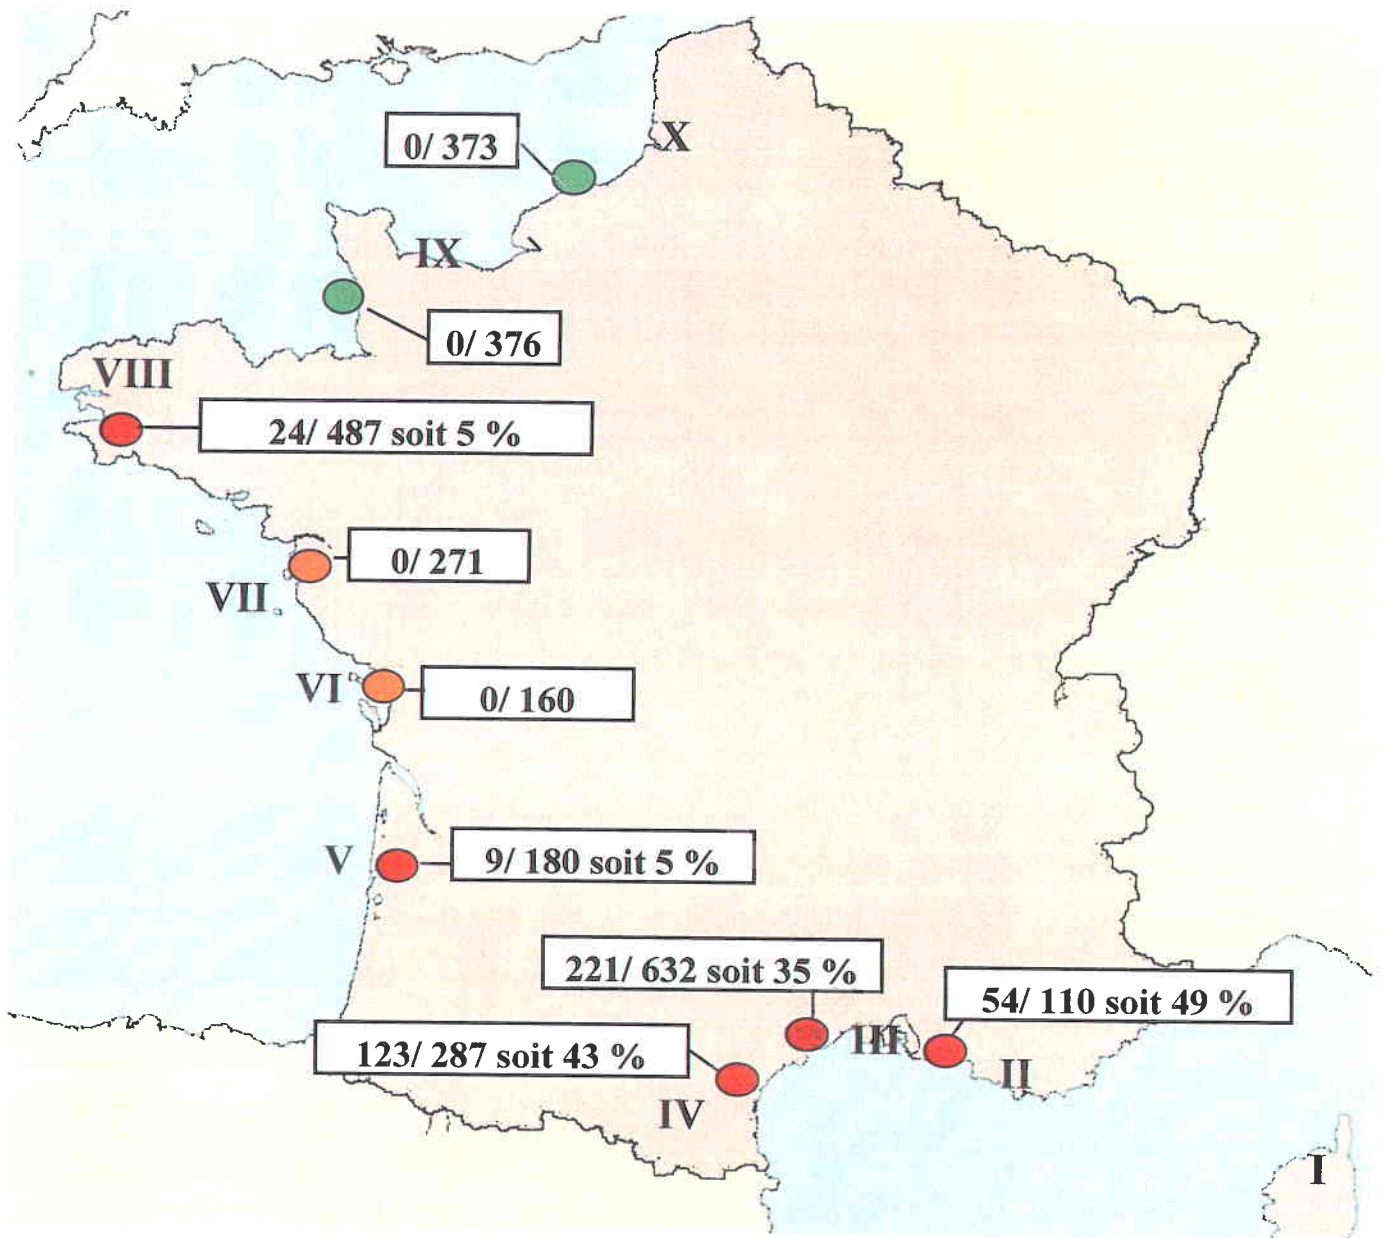 0/ 373
X
IX
0/ 376
VIII
24/ 487 soit 5 %
0/ 271
VII
VI
0/ 160
V
9/ 180 soit 5 %
221/ 632 soit 35 %
54/ 110 soit 49 %
123/ 287 soit 43 %
III
II
IV
I